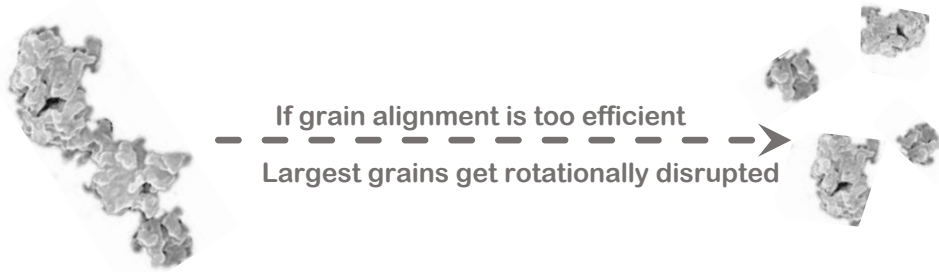 If grain alignment is too efficient
Largest grains get rotationally disrupted